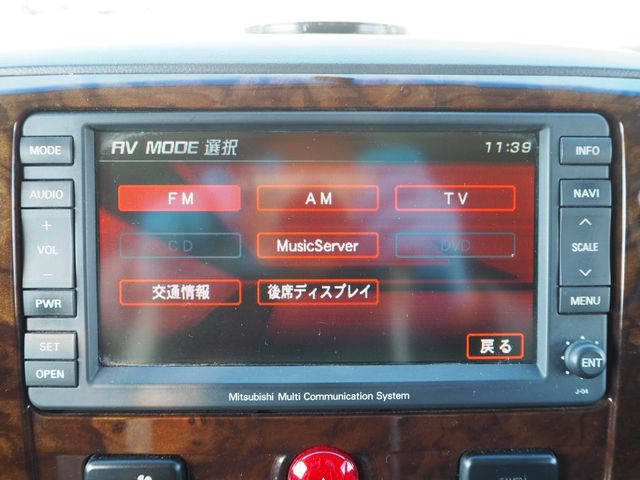 AV MODE 選択 11:39
FM AM TV
CD MusicServer DVD
交通情報 後席ディスプレイ
戻る
MODE
AUDIO
+
VOL
−
PWR
SET
OPEN
INFO
NAVI
SCALE
MENU
ENT
J-04
Mitsubishi Multi Communication System